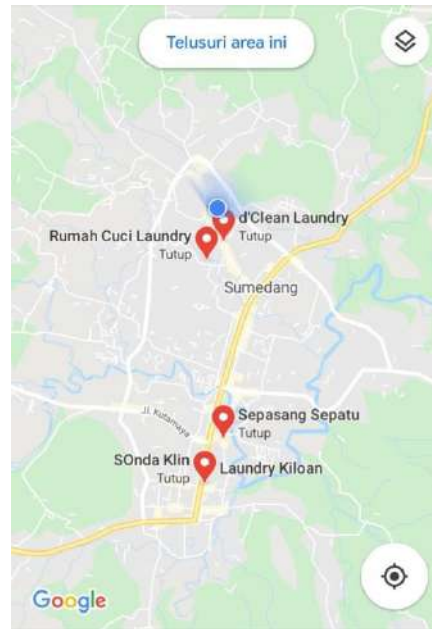 Telusuri area ini
d'Clean Laundry
Tutup
Rumah Cuci Laundry
Tutup
Sumedang
Jl. Kutamaya
Sepasang Sepatu
Tutup
SOnda Klin
Tutup
Laundry Kiloan
Google